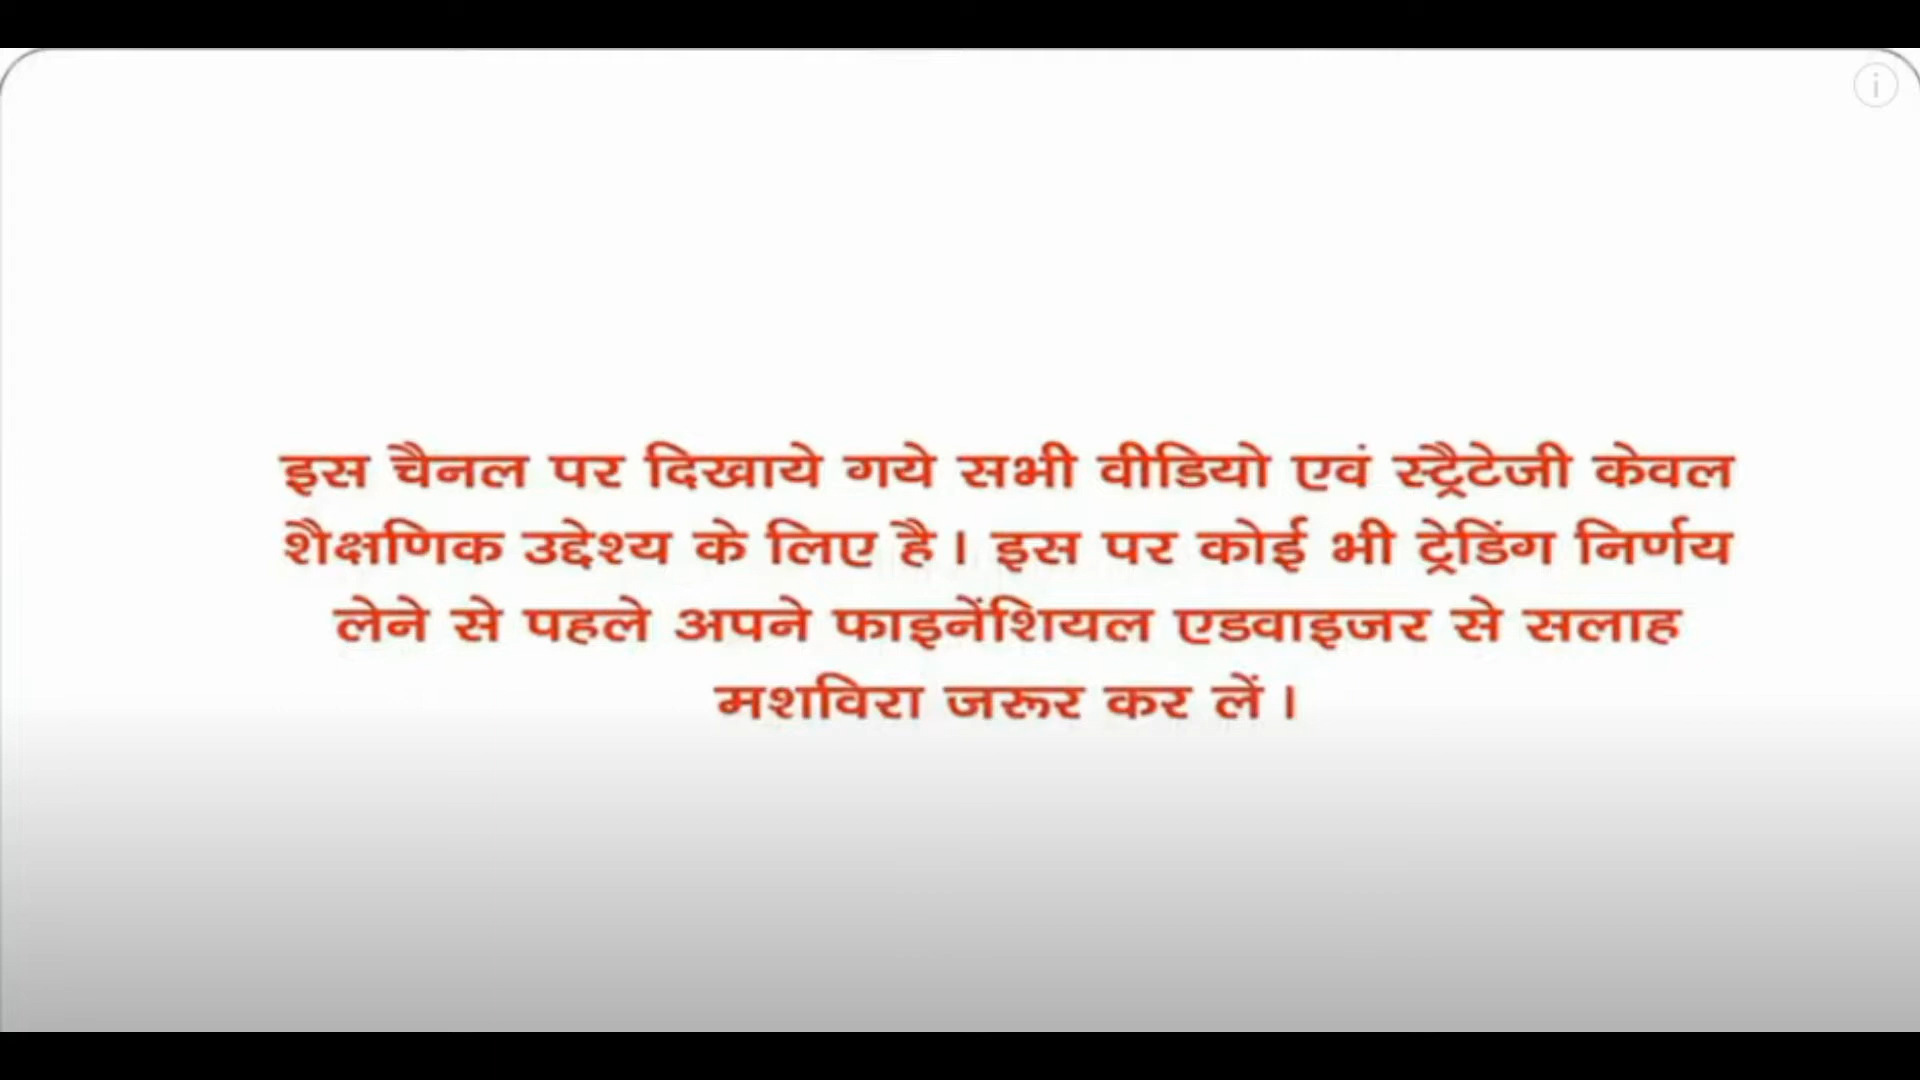 इस चैनल पर दिखाये गये सभी वीडियो एवं स्ट्रैटेजी केवल
शैक्षणिक उद्देश्य के लिए है । इस पर कोई भी ट्रेडिंग निर्णय
लेने से पहले अपने फाइनेंशियल एडवाइजर से सलाह
मशविरा जरूर कर लें ।